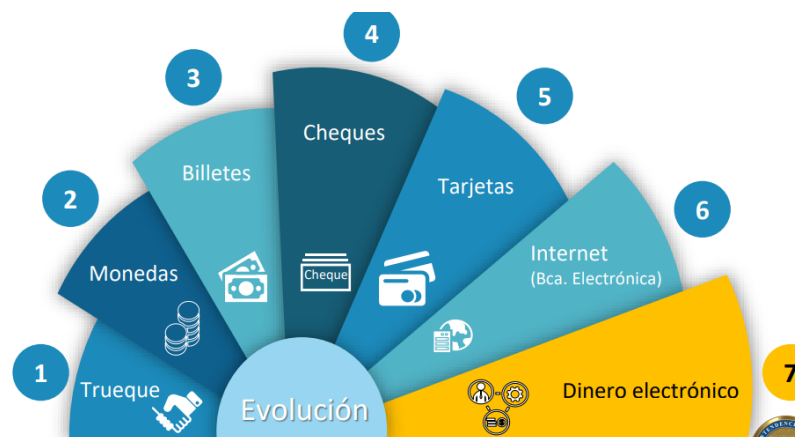 4
3
5
Cheques
Billetes
Tarjetas
2
6
Internet
(Bca. Electrónica)
Monedas
Cheque
1
Trueque
7
Dinero electrónico
Evolución